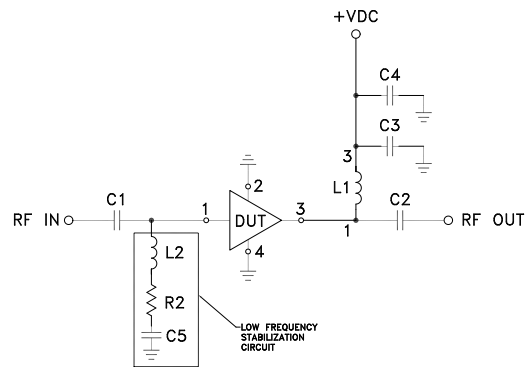 +VDC
C4
C3
3
L1
C1
2
C2
RF IN
1
DUT
3
RF OUT
4
1
L2
R2
C5
LOW FREQUENCY
STABILIZATION
CIRCUIT